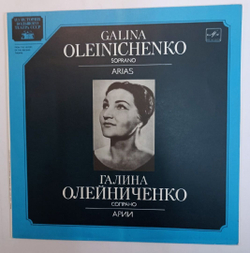 GALINA
OLEINICHENKO
SOPRANO
ARIAS
ГАЛИНА
ОЛЕЙНИЧЕНКО
СОПРАНО
АРИИ